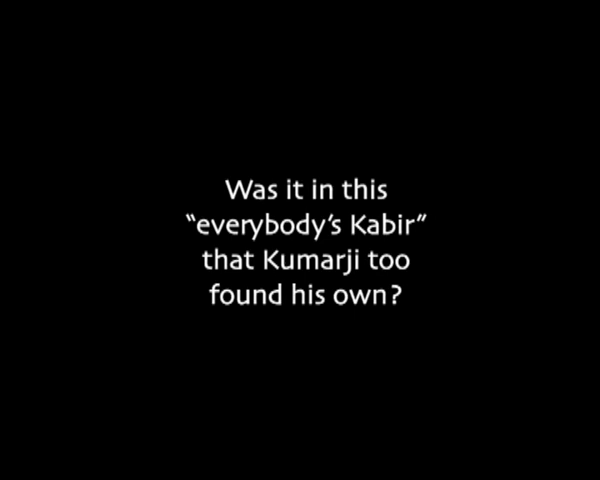 Was it in this
“everybody’s Kabir”
that Kumarji too
found his own?